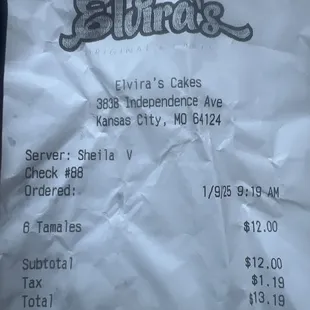 Elvira's
ORIGINAL
Elvira's Cakes
3838 Independence Ave
Kansas City, MO 64124
Server: Sheila V
Check #88
Ordered: 1/9/25 9:19 AM
6 Tamales $12.00
Subtotal $12.00
Tax $1.19
Total $13.19